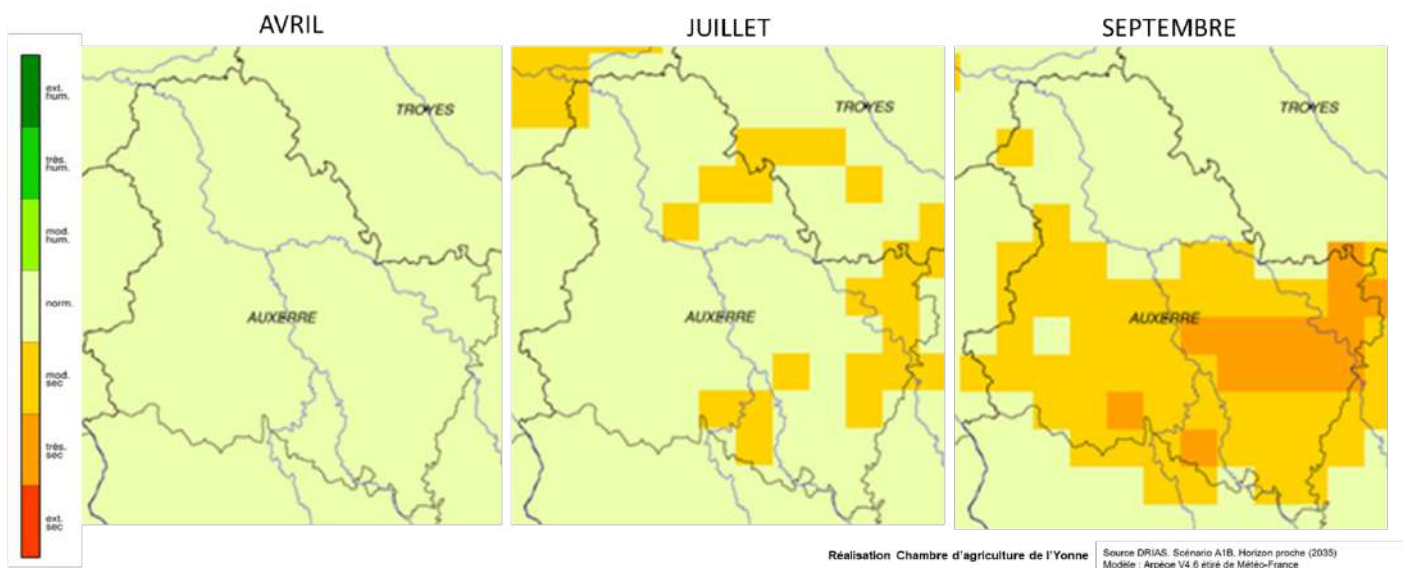 AVRIL
JUILLET
SEPTEMBRE
ext.
hum.
très.
hum.
mod.
hum.
norm.
mod.
sec
très.
sec
ext.
sec
TROYES
AUXERRE
TROYES
AUXERRE
TROYES
AUXERRE
Réalisation Chambre d'agriculture de l'Yonne
Source DRIAS. Scénario A1B. Horizon proche (2035)
Modèle : Arpège V4.6 étiré de Météo-France